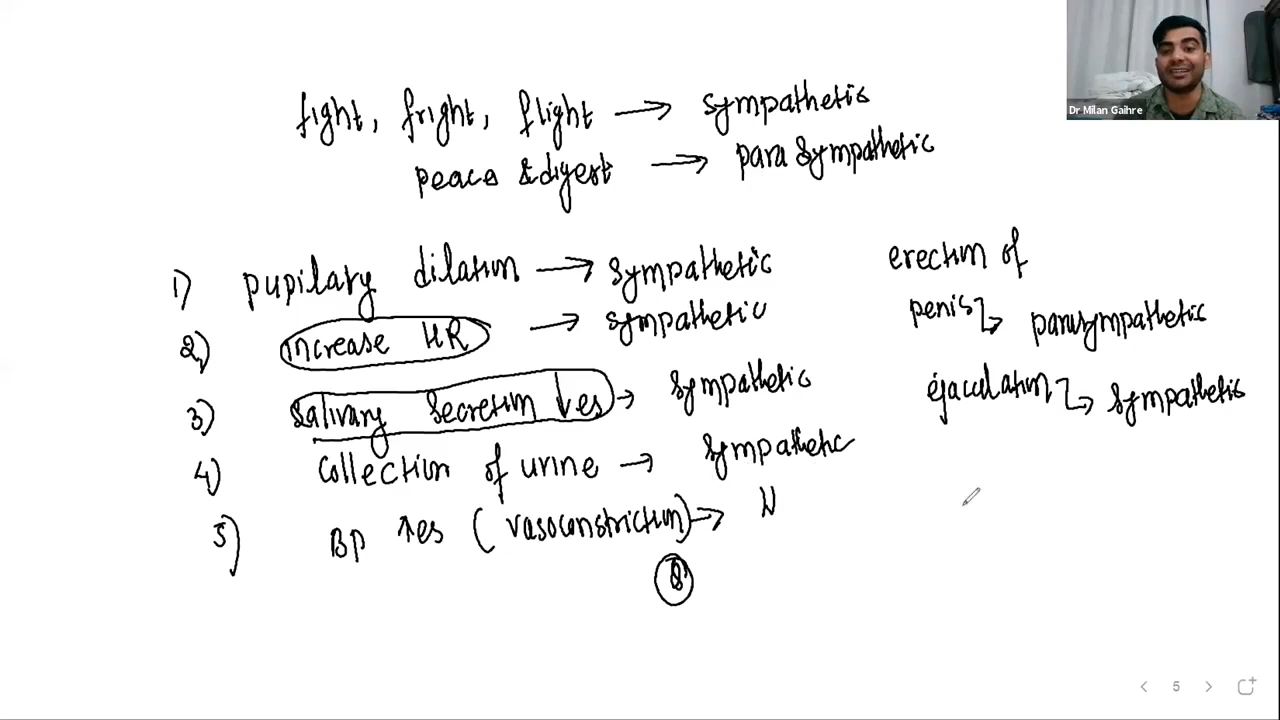 fight, fright, flight → sympathetic
peace & digest → parasympathetic
1) pupilary dilation → sympathetic
2) increase HR → sympathetic
3) Salivary Secretion ↓es → sympathetic
4) Collection of urine → sympathetic
5) BP ↑es (vasoconstriction) →
erection of
penis → parasympathetic
ejaculation → sympathetic
Dr Milan Gaihre
5